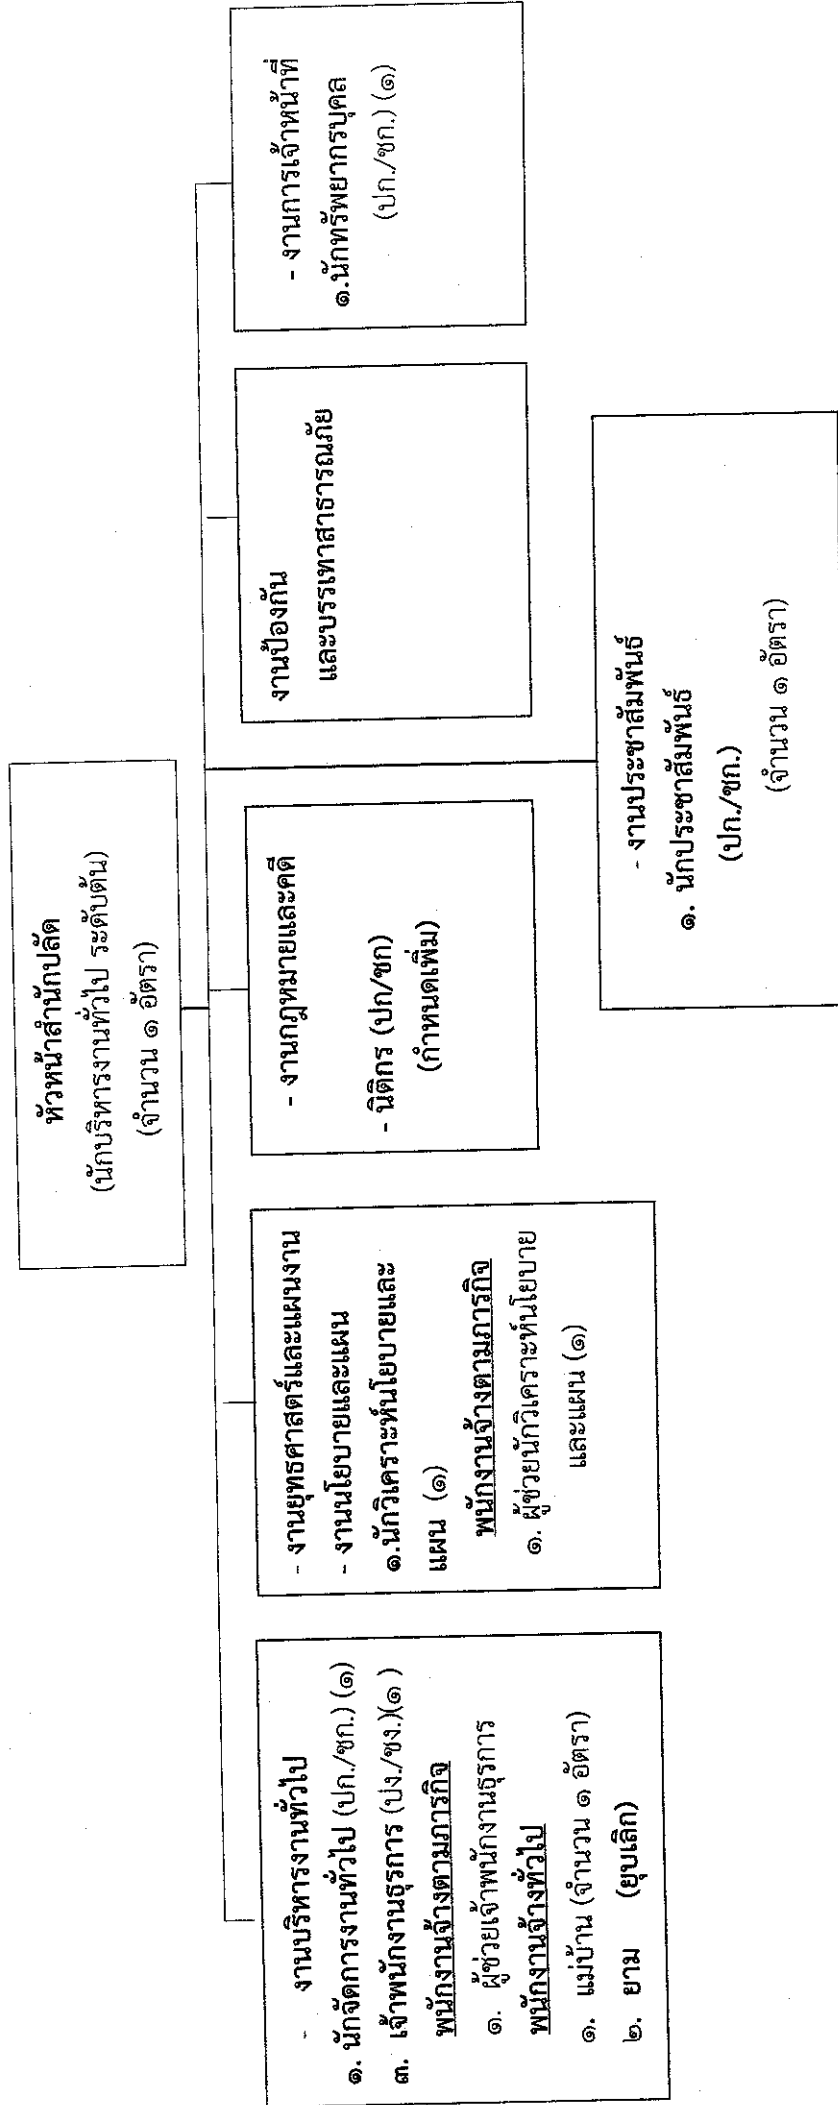 หัวหน้าสำนักปลัด
(นักบริหารงานทั่วไป ระดับต้น)
(จำนวน ๑ อัตรา)
- งานบริหารงานทั่วไป
๑. นักจัดการงานทั่วไป (ปก./ชก.) (๑)
๓. เจ้าพนักงานธุรการ (ปง./ชง.)(๑ )
พนักงานจ้างตามภารกิจ
๑. ผู้ช่วยเจ้าพนักงานธุรการ
พนักงานจ้างทั่วไป
๑. แม่บ้าน (จำนวน ๑ อัตรา)
๒. ยาม (ยุบเลิก)
- งานยุทธศาสตร์และแผนงาน
- งานนโยบายและแผน
๑.นักวิเคราะห์นโยบายและ
แผน (๑)
พนักงานจ้างตามภารกิจ
๑. ผู้ช่วยนักวิเคราะห์นโยบาย
และแผน (๑)
- งานกฎหมายและคดี
- นิติกร (ปก/ชก)
(กำหนดเพิ่ม)
งานป้องกัน
และบรรเทาสาธารณภัย
- งานการเจ้าหน้าที่
๑.นักทรัพยากรบุคคล
(ปก./ชก.) (๑)
- งานประชาสัมพันธ์
๑. นักประชาสัมพันธ์
(ปก./ชก.)
(จำนวน ๑ อัตรา)